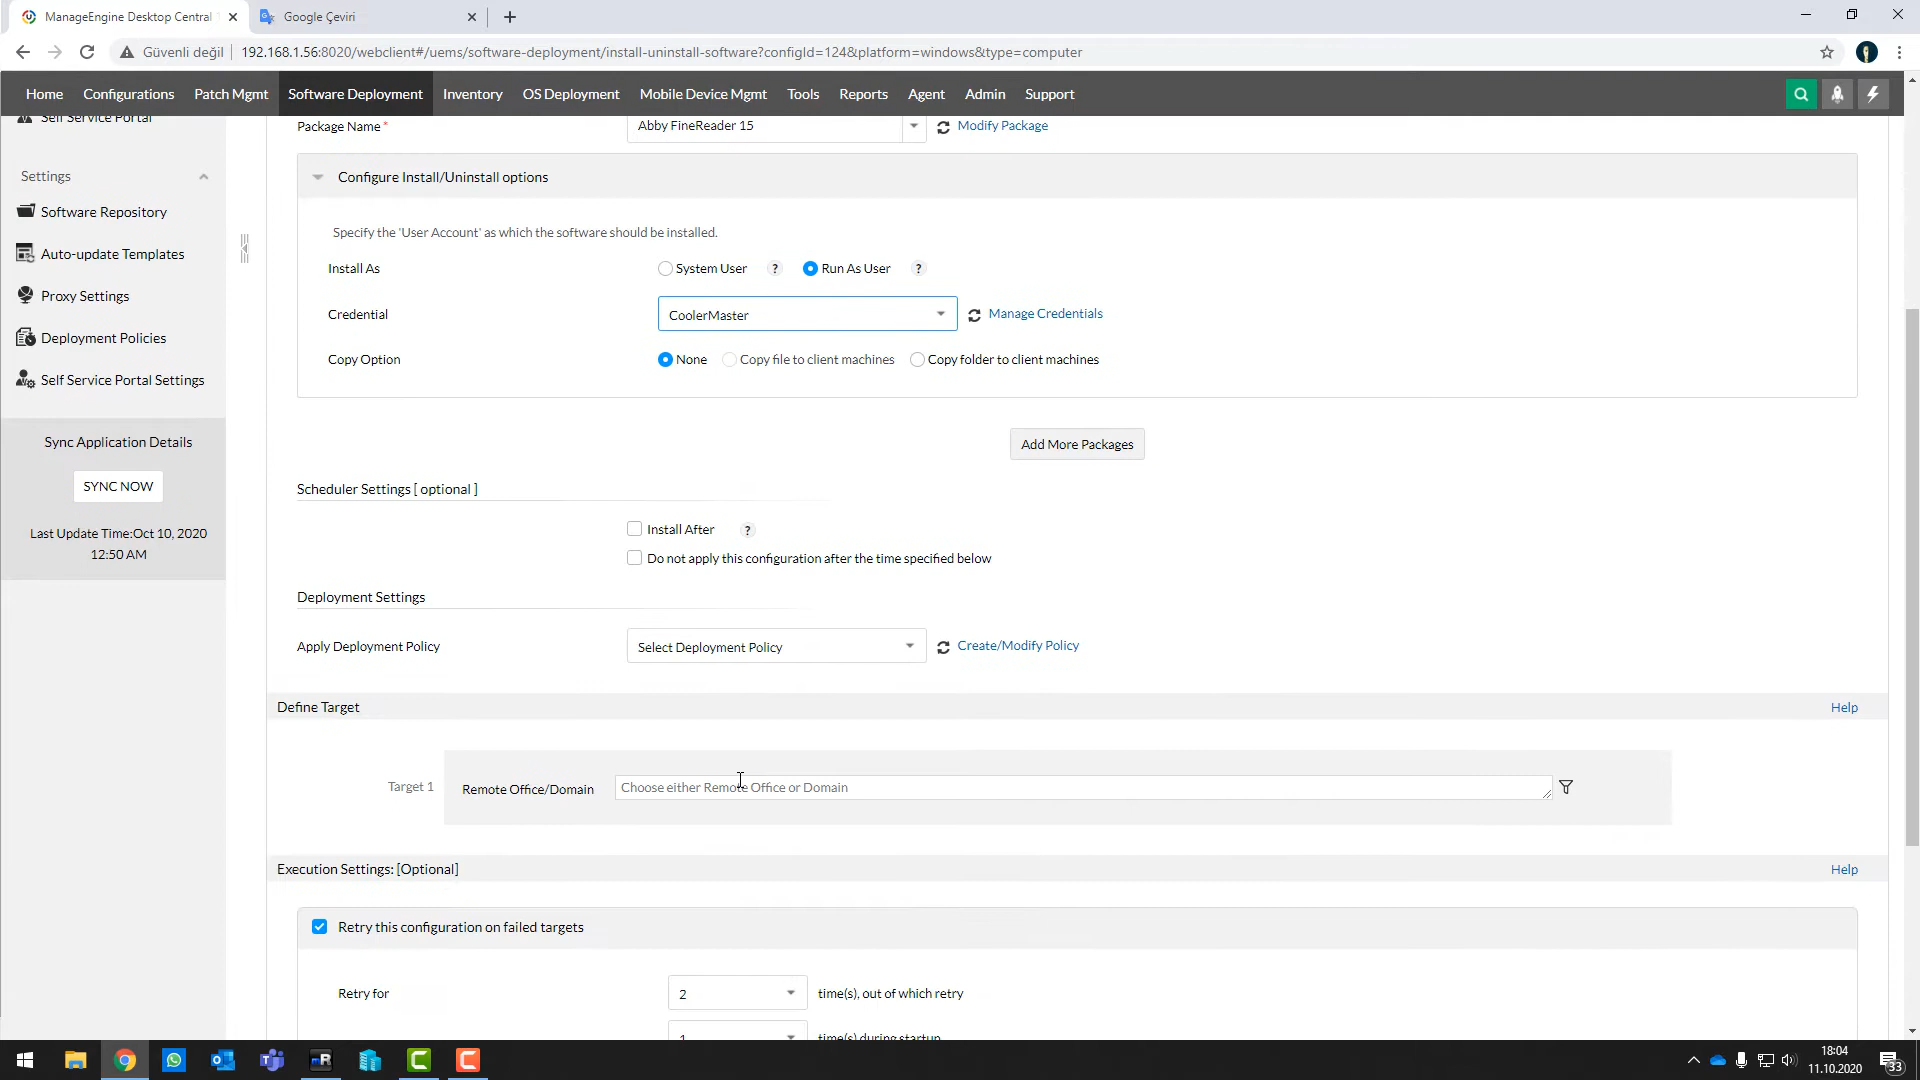 ManageEngine Desktop Central
Google Çeviri
Güvenli değil
192.168.1.56:8020/webclient#/uems/software-deployment/install-uninstall-software?configId=124&platform=windows&type=computer
Home Configurations Patch Mgmt Software Deployment Inventory OS Deployment Mobile Device Mgmt Tools Reports Agent Admin Support
Self Service Portal
Settings
Software Repository
Auto-update Templates
Proxy Settings
Deployment Policies
Self Service Portal Settings
Sync Application Details
SYNC NOW
Last Update Time:Oct 10, 2020
12:50 AM
Package Name * Abby FineReader 15 Modify Package
Configure Install/Uninstall options
Specify the 'User Account' as which the software should be installed.
Install As System User ? Run As User ?
Credential CoolerMaster Manage Credentials
Copy Option None Copy file to client machines Copy folder to client machines
Add More Packages
Scheduler Settings [ optional ]
Install After ?
Do not apply this configuration after the time specified below
Deployment Settings
Apply Deployment Policy Select Deployment Policy Create/Modify Policy
Define Target Help
Target 1 Remote Office/Domain Choose either Remote Office or Domain
Execution Settings: [Optional] Help
Retry this configuration on failed targets
Retry for 2 time(s), out of which retry
1 time(s) during startup
18:04
11.10.2020
33